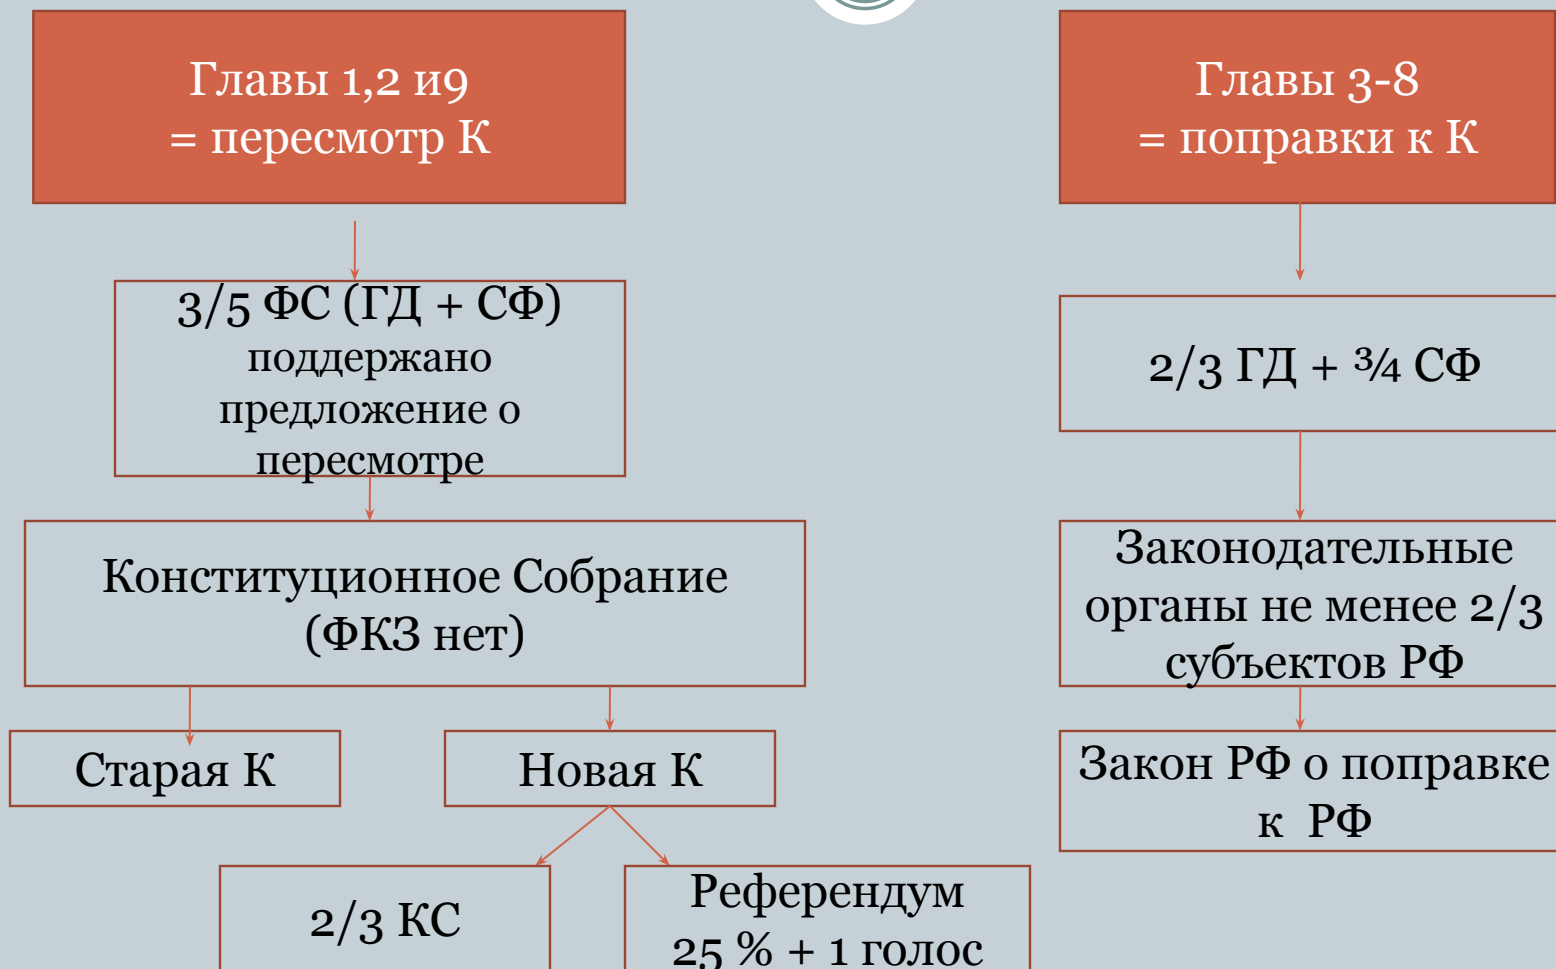 Главы 1,2 и9
= пересмотр К
3/5 ФС (ГД + СФ)
поддержано
предложение о
пересмотре
Конституционное Собрание
(ФКЗ нет)
Старая К
Новая К
2/3 КС
Референдум
25 % + 1 голос
Главы 3-8
= поправки к К
2/3 ГД + ¾ СФ
Законодательные
органы не менее 2/3
субъектов РФ
Закон РФ о поправке
к РФ